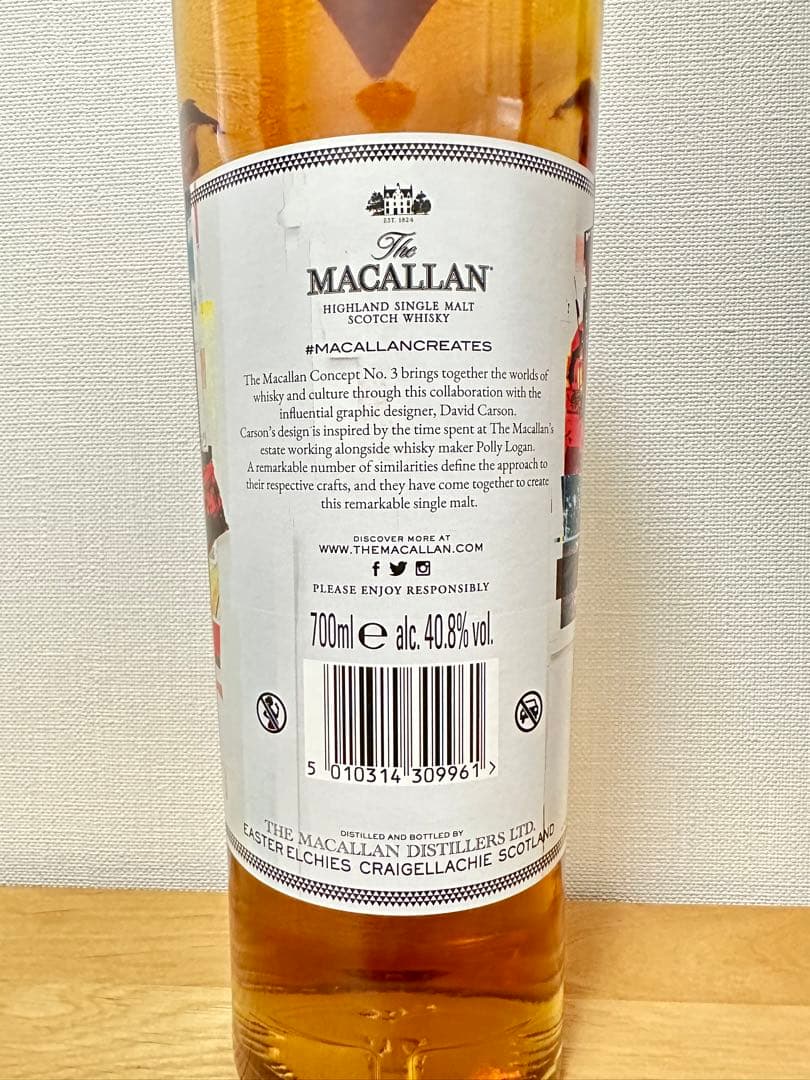 EST. 1824
The
MACALLAN
HIGHLAND SINGLE MALT
SCOTCH WHISKY
#MACALLANCREATES
The Macallan Concept No. 3 brings together the worlds of
whisky and culture through this collaboration with the
influential graphic designer, David Carson.
Carson's design is inspired by the time spent at The Macallan's
estate working alongside whisky maker Polly Logan.
A remarkable number of similarities define the approach to
their respective crafts, and they have come together to create
this remarkable single malt.
DISCOVER MORE AT
WWW.THEMACALLAN.COM
PLEASE ENJOY RESPONSIBLY
700ml e alc. 40.8% vol.
5 010314 309961 >
DISTILLED AND BOTTLED BY
THE MACALLAN DISTILLERS LTD.
EASTER ELCHIES CRAIGELLACHIE SCOTLAND